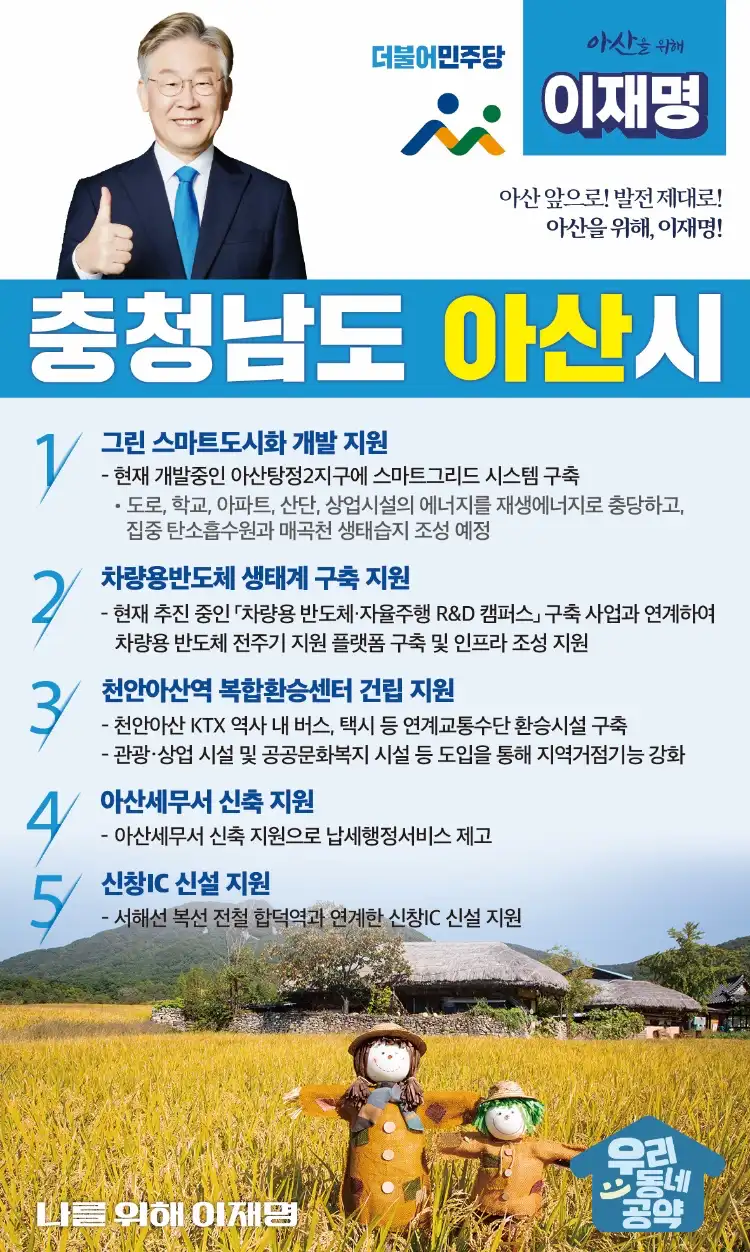 더불어민주당
아산을 위해
이재명
아산 앞으로! 발전 제대로!
아산을 위해, 이재명!
충청남도 아산시
1 그린 스마트도시화 개발 지원
- 현재 개발중인 아산탕정2지구에 스마트그리드 시스템 구축
• 도로, 학교, 아파트, 산단, 상업시설의 에너지를 재생에너지로 충당하고,
집중 탄소흡수원과 매곡천 생태습지 조성 예정
2 차량용반도체 생태계 구축 지원
- 현재 추진 중인 「차량용 반도체·자율주행 R&D 캠퍼스」 구축 사업과 연계하여
차량용 반도체 전주기 지원 플랫폼 구축 및 인프라 조성 지원
3 천안아산역 복합환승센터 건립 지원
- 천안아산 KTX 역사 내 버스, 택시 등 연계교통수단 환승시설 구축
- 관광·상업 시설 및 공공문화복지 시설 등 도입을 통해 지역거점기능 강화
4 아산세무서 신축 지원
- 아산세무서 신축 지원으로 납세행정서비스 제고
5 신창IC 신설 지원
- 서해선 복선 전철 합덕역과 연계한 신창IC 신설 지원
나를 위해 이재명
우리
동네
공약